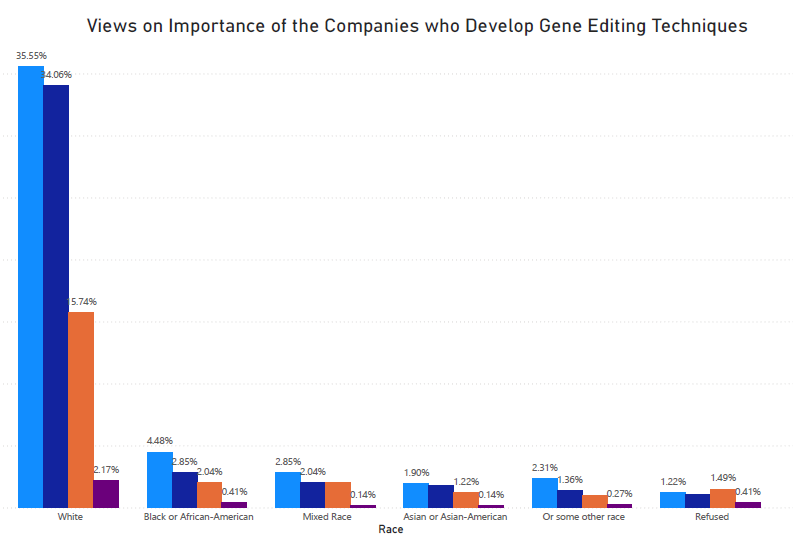 Views on Importance of the Companies who Develop Gene Editing Techniques
35.55%
34.06%
15.74%
2.17%
4.48%
2.85%
2.04%
0.41%
2.85%
2.04%
0.14%
1.90%
1.22%
0.14%
2.31%
1.36%
0.27%
1.22%
1.49%
0.41%
White
Black or African-American
Mixed Race
Asian or Asian-American
Or some other race
Refused
Race